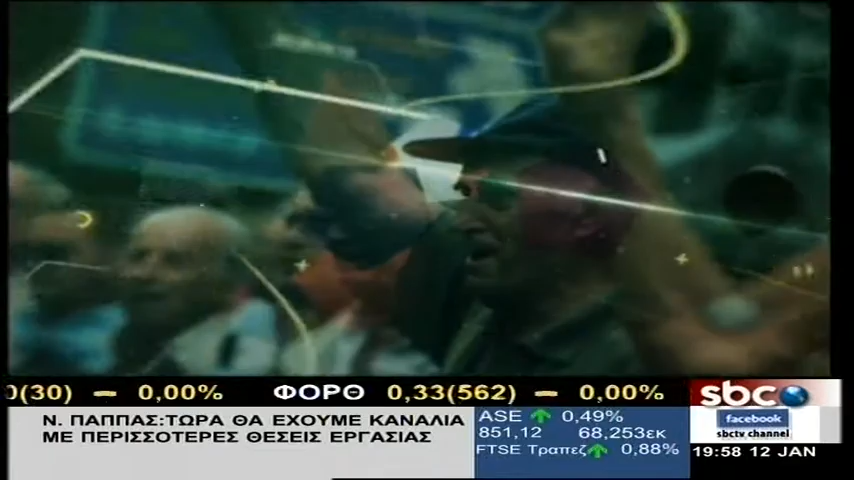 0(30) 0,00% ΦΟΡΘ 0,33(562) 0,00%
Ν. ΠΑΠΠΑΣ:ΤΩΡΑ ΘΑ ΕΧΟΥΜΕ ΚΑΝΑΛΙΑ
ΜΕ ΠΕΡΙΣΣΟΤΕΡΕΣ ΘΕΣΕΙΣ ΕΡΓΑΣΙΑΣ
ASE 0,49%
851,12 68,253εκ
FTSE Τραπεζ 0,88%
sbc
facebook
sbctv channel
19:58 12 JAN